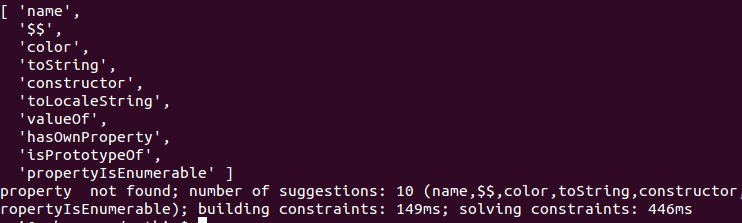 [ 'name',
'$$',
'color',
'toString',
'constructor',
'toLocaleString',
'valueOf',
'hasOwnProperty',
'isPrototypeOf',
'propertyIsEnumerable' ]
property  not found; number of suggestions: 10 (name,$$,color,toString,constructor,
ropertyIsEnumerable); building constraints: 149ms; solving constraints: 446ms